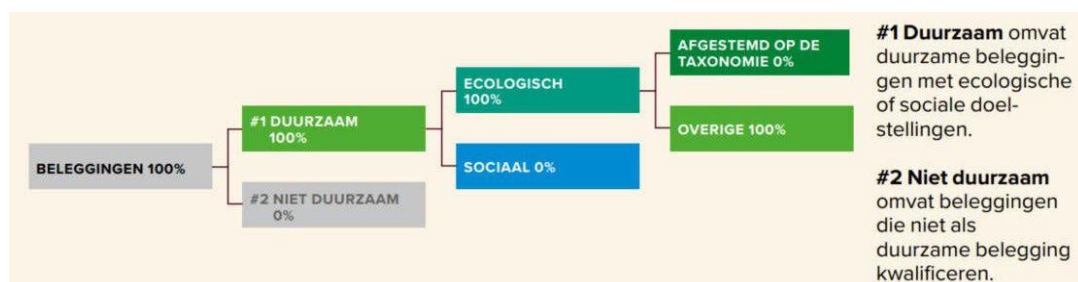 BELEGGINGEN 100%
#1 DUURZAAM
100%
#2 NIET DUURZAAM
0%
ECOLOGISCH
100%
SOCIAAL 0%
AFGESTEMD OP DE
TAXONOMIE 0%
OVERIGE 100%
#1 Duurzaam omvat
duurzame beleggin-
gen met ecologische
of sociale doel-
stellingen.
#2 Niet duurzaam
omvat beleggingen
die niet als
duurzame belegging
kwalificeren.